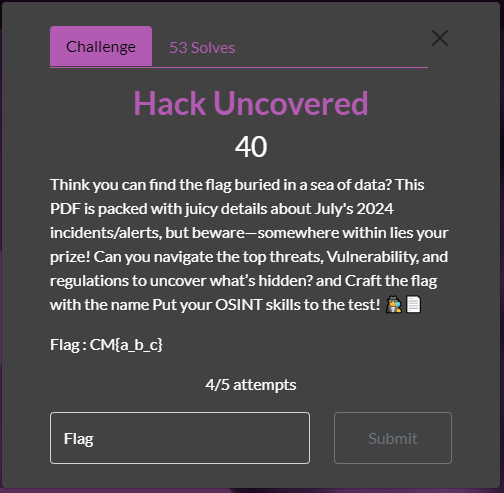 Challenge
53 Solves
Hack Uncovered
40
Think you can find the flag buried in a sea of data? This
PDF is packed with juicy details about July's 2024
incidents/alerts, but beware—somewhere within lies your
prize! Can you navigate the top threats, Vulnerability, and
regulations to uncover what's hidden? and Craft the flag
with the name Put your OSINT skills to the test! 🕵️📄
Flag : CM{a_b_c}
4/5 attempts
Flag
Submit